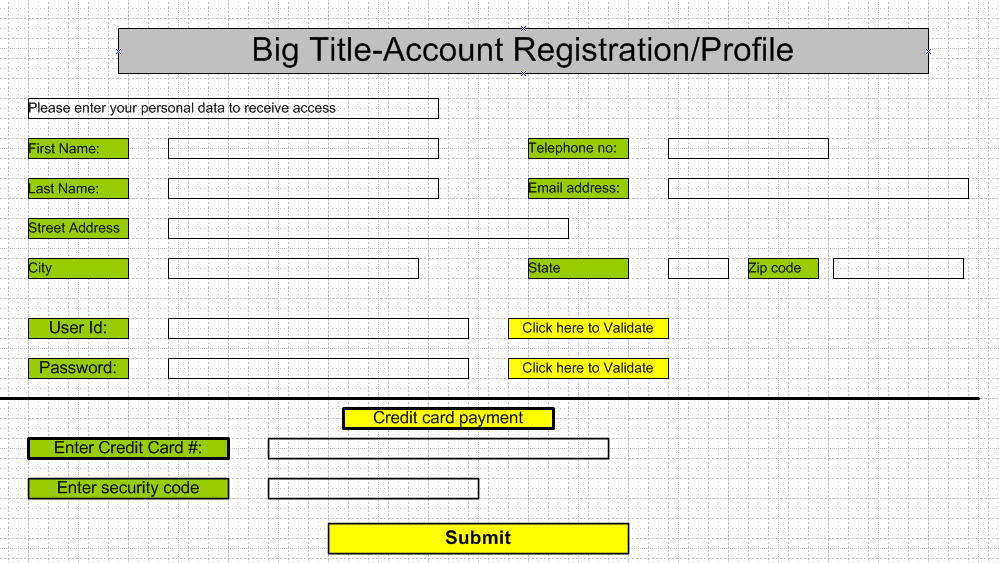 Big Title-Account Registration/Profile
Please enter your personal data to receive access
First Name:
Telephone no:
Last Name:
Email address:
Street Address
City
State
Zip code
User Id:
Click here to Validate
Password:
Click here to Validate
Credit card payment
Enter Credit Card #:
Enter security code
Submit